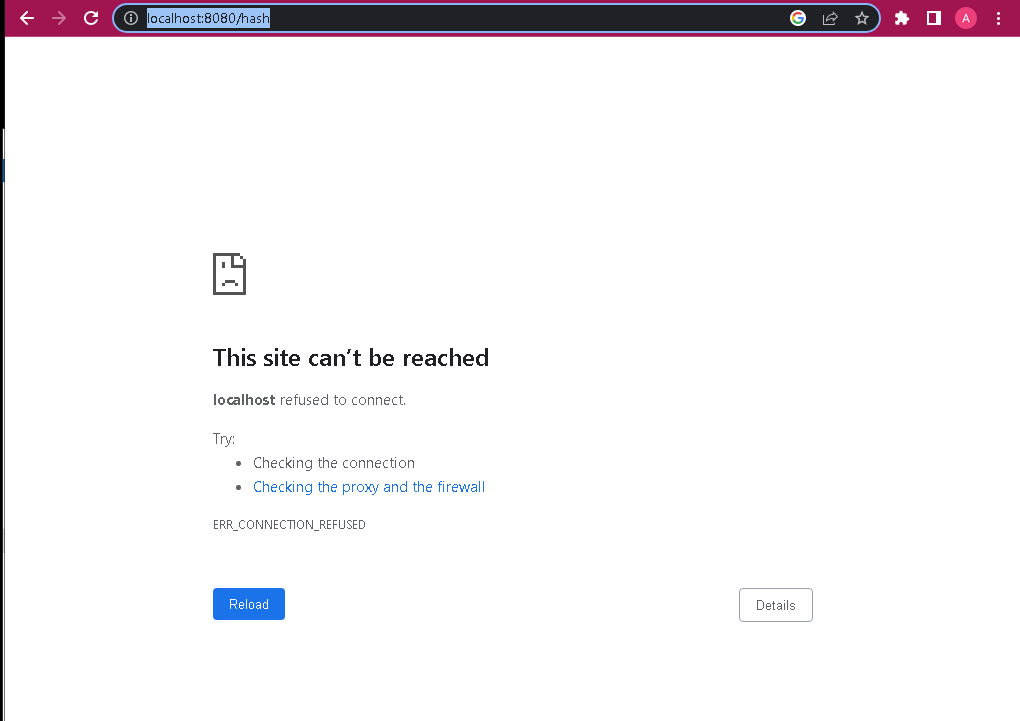 localhost:8080/hash
A
This site can’t be reached
localhost refused to connect.
Try:
• Checking the connection
• Checking the proxy and the firewall
ERR_CONNECTION_REFUSED
Reload
Details